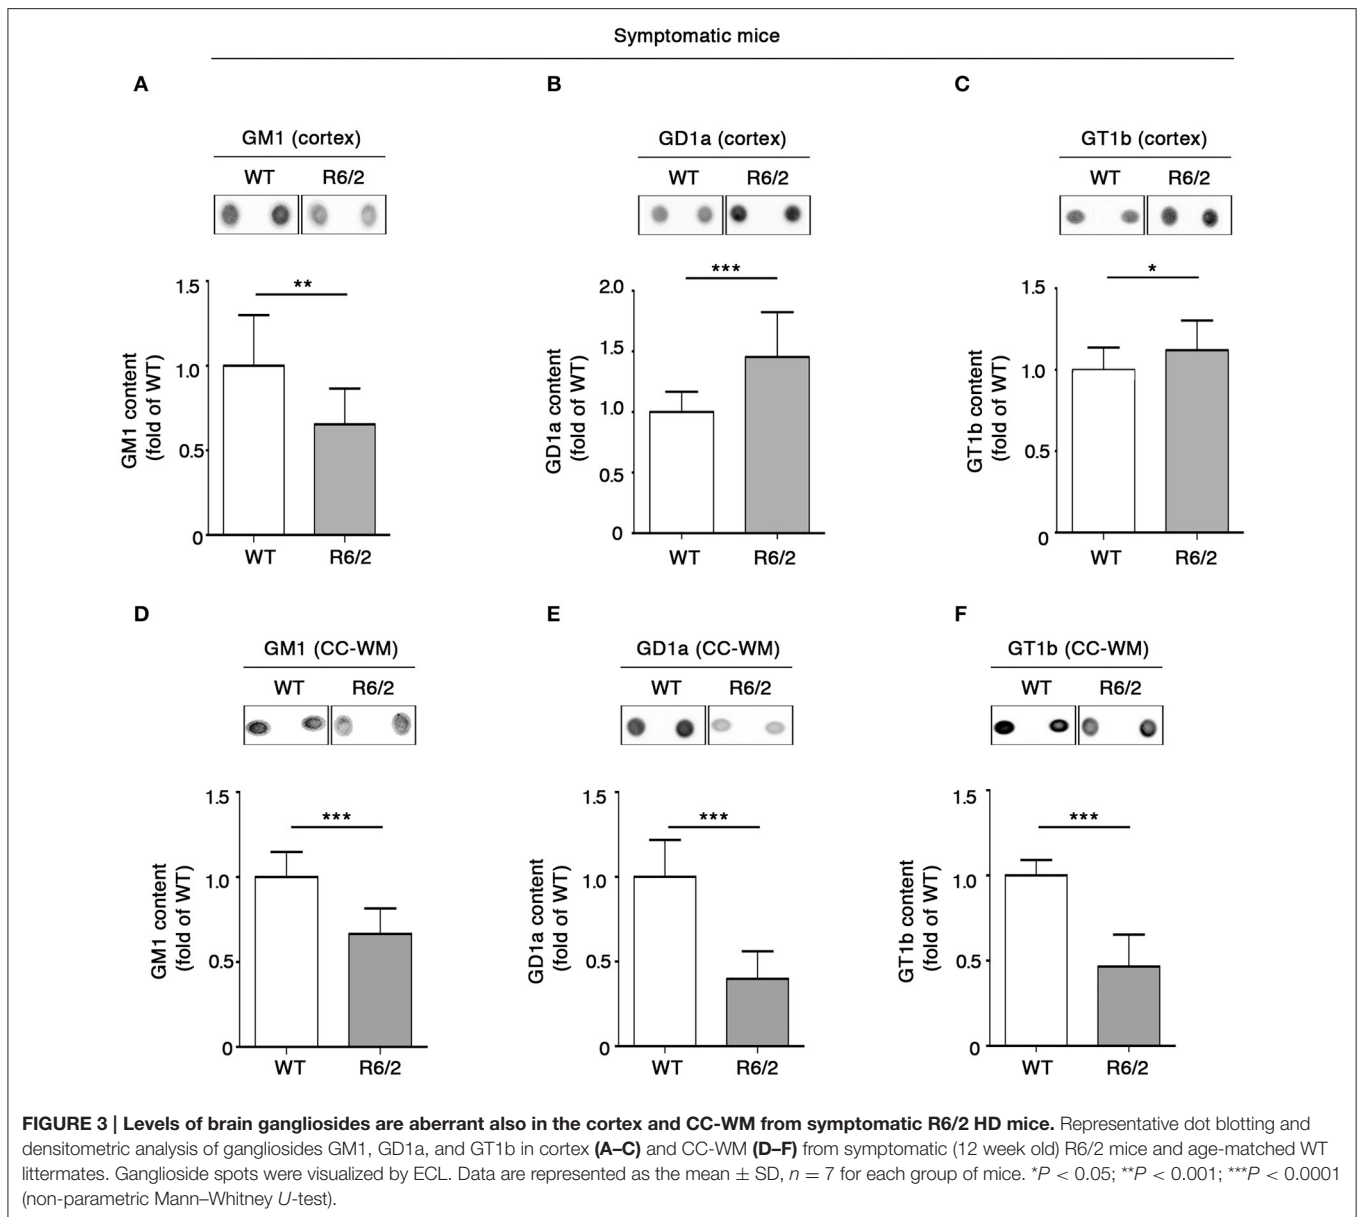 Symptomatic mice
A
B
C
GM1 (cortex)
WT R6/2
GD1a (cortex)
WT R6/2
GT1b (cortex)
WT R6/2
GM1 content
(fold of WT)
1.5
1.0
0.5
0
**
WT R6/2
GD1a content
(fold of WT)
2.0
1.5
1.0
0.5
0
***
WT R6/2
GT1b content
(fold of WT)
1.5
1.0
0.5
0
*
WT R6/2
D
E
F
GM1 (CC-WM)
WT R6/2
GD1a (CC-WM)
WT R6/2
GT1b (CC-WM)
WT R6/2
GM1 content
(fold of WT)
1.5
1.0
0.5
0
***
WT R6/2
GD1a content
(fold of WT)
1.5
1.0
0.5
0
***
WT R6/2
GT1b content
(fold of WT)
1.5
1.0
0.5
0
***
WT R6/2
FIGURE 3 | Levels of brain gangliosides are aberrant also in the cortex and CC-WM from symptomatic R6/2 HD mice. Representative dot blotting and
densitometric analysis of gangliosides GM1, GD1a, and GT1b in cortex (A–C) and CC-WM (D–F) from symptomatic (12 week old) R6/2 mice and age-matched WT
littermates. Ganglioside spots were visualized by ECL. Data are represented as the mean ± SD, n = 7 for each group of mice. *P < 0.05; **P < 0.001; ***P < 0.0001
(non-parametric Mann–Whitney U-test).